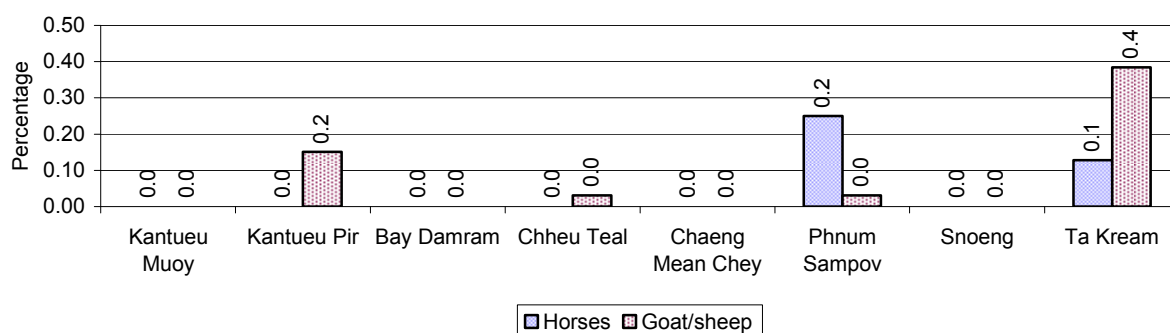 0.50
0.40
0.30
0.20
0.10
0.00
Percentage
0.0 0.0 0.0 0.2 0.0 0.0 0.0 0.0 0.0 0.0 0.2 0.0 0.0 0.0 0.1 0.4
Kantueu Kantueu Pir Bay Damram Chheu Teal Chaeng Phnum Snoeng Ta Kream
Muoy Mean Chey Sampov
Horses Goat/sheep